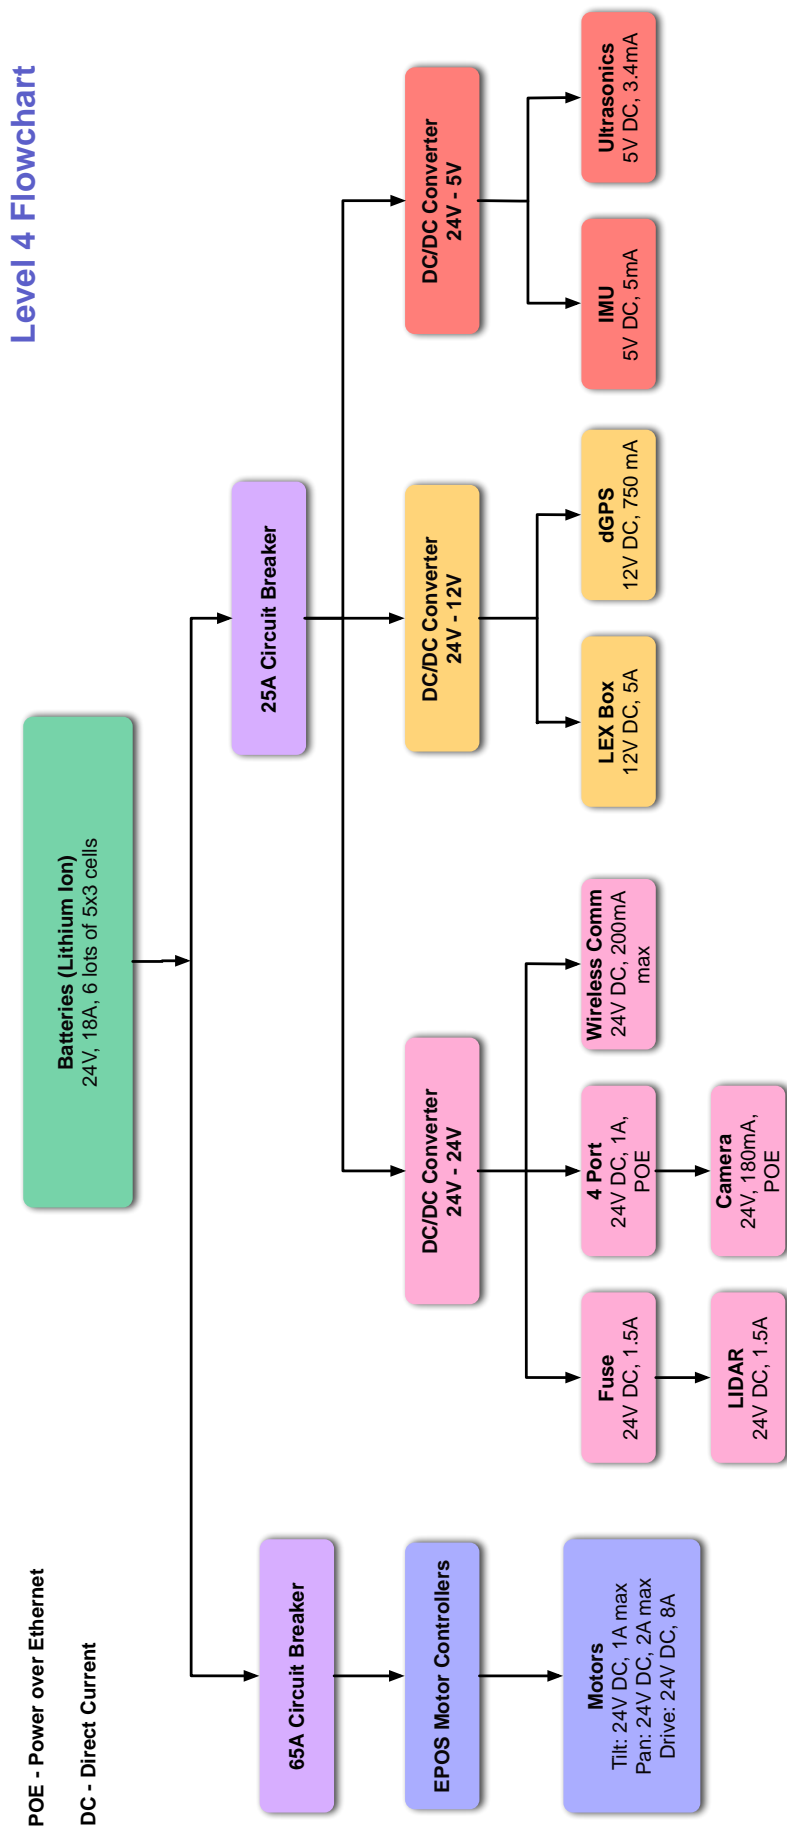 Level 4 Flowchart
POE - Power over Ethernet
DC - Direct Current
Batteries (Lithium Ion)
24V, 18A, 6 lots of 5x3 cells
65A Circuit Breaker
25A Circuit Breaker
EPOS Motor Controllers
DC/DC Converter
24V - 24V
DC/DC Converter
24V - 12V
DC/DC Converter
24V - 5V
Motors
Tilt: 24V DC, 1A max
Pan: 24V DC, 2A max
Drive: 24V DC, 8A
Fuse
24V DC, 1.5A
4 Port
24V DC, 1A,
POE
Wireless Comm
24V DC, 200mA
max
LEX Box
12V DC, 5A
dGPS
12V DC, 750 mA
IMU
5V DC, 5mA
Ultrasonics
5V DC, 3.4mA
LIDAR
24V DC, 1.5A
Camera
24V, 180mA,
POE